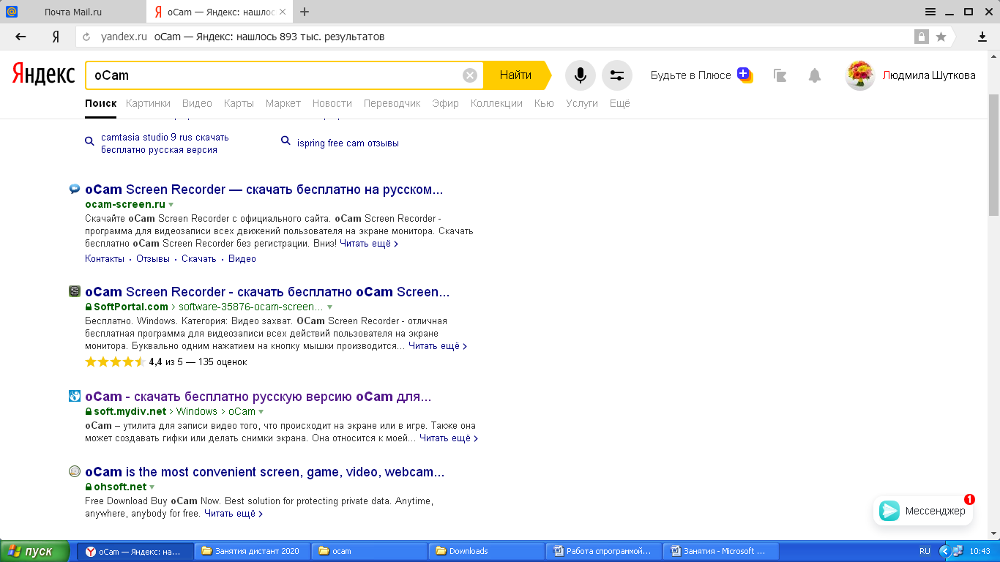 Почта Mail.ru
oCam — Яндекс: нашлос
yandex.ru oCam — Яндекс: нашлось 893 тыс. результатов
Яндекс
oCam
Найти
Будьте в Плюсе
Людмила Шуткова
Поиск Картинки Видео Карты Маркет Новости Переводчик Эфир Коллекции Кью Услуги Ещё
camtasia studio 9 rus скачать
бесплатно русская версия
ispring free cam отзывы
oCam Screen Recorder — скачать бесплатно на русском...
ocam-screen.ru
Скачайте oCam Screen Recorder с официального сайта. oCam Screen Recorder -
программа для видеозаписи всех движений пользователя на экране монитора. Скачать
бесплатно oCam Screen Recorder без регистрации. Вниз! Читать ещё >
Контакты · Отзывы · Скачать · Видео
oCam Screen Recorder - скачать бесплатно oCam Screen...
SoftPortal.com > software-35876-ocam-screen...
Бесплатно. Windows. Категория: Видео захват. OCam Screen Recorder - отличная
бесплатная программа для видеозаписи всех действий пользователя на экране
монитора. Буквально одним нажатием на кнопку мышки производится... Читать ещё >
4,4 из 5 — 135 оценок
oCam - скачать бесплатно русскую версию oCam для...
soft.mydiv.net > Windows > oCam
oCam – утилита для записи видео того, что происходит на экране или в игре. Также она
может создавать гифки или делать снимки экрана. Она относится к моей... Читать ещё >
oCam is the most convenient screen, game, video, webcam...
ohsoft.net
Free Download Buy oCam Now. Best solution for protecting private data. Anytime,
anywhere, anybody for free. Читать ещё >
Мессенджер
1
пуск
oCam — Яндекс: на...
Занятия дистант 2020
ocam
Downloads
Работа спрограммой...
Занятия - Microsoft ...
RU
10:43